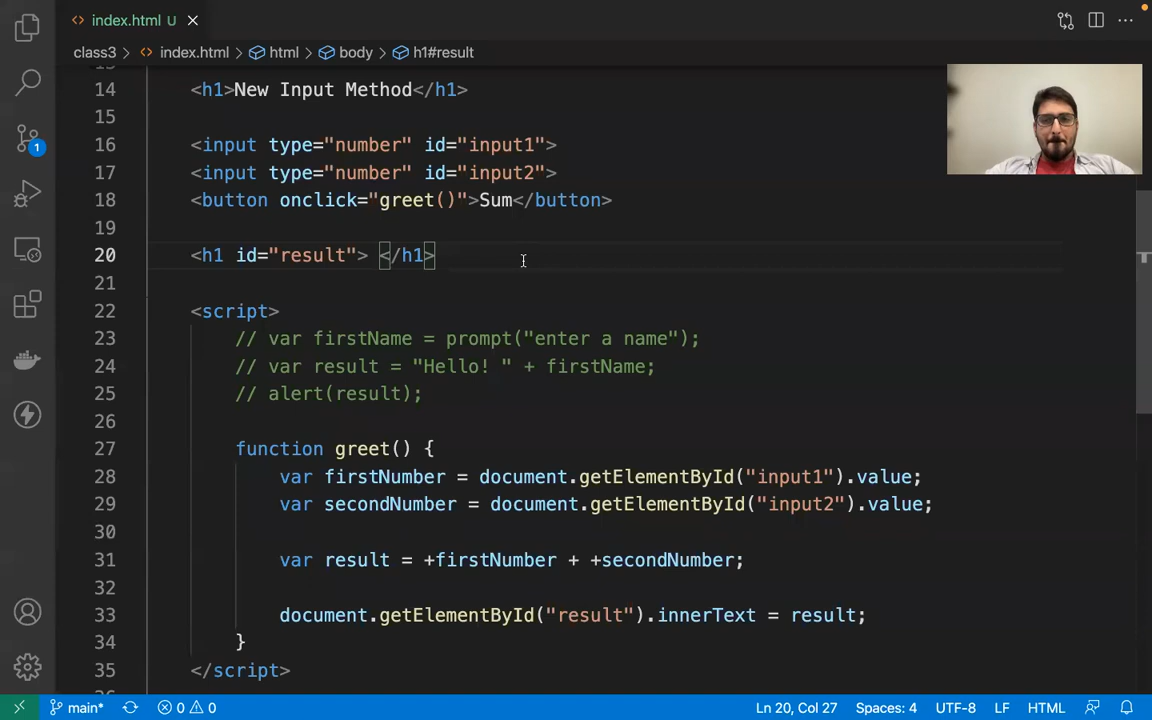 index.html U
class3 > index.html > html > body > h1#result
14 <h1>New Input Method</h1>
15
16 <input type="number" id="input1">
17 <input type="number" id="input2">
18 <button onclick="greet()">Sum</button>
19
20 <h1 id="result"> </h1>
21
22 <script>
23 // var firstName = prompt("enter a name");
24 // var result = "Hello! " + firstName;
25 // alert(result);
26
27 function greet() {
28 var firstNumber = document.getElementById("input1").value;
29 var secondNumber = document.getElementById("input2").value;
30
31 var result = +firstNumber + +secondNumber;
32
33 document.getElementById("result").innerText = result;
34 }
35 </script>
1
main* 0 0 Ln 20, Col 27 Spaces: 4 UTF-8 LF HTML